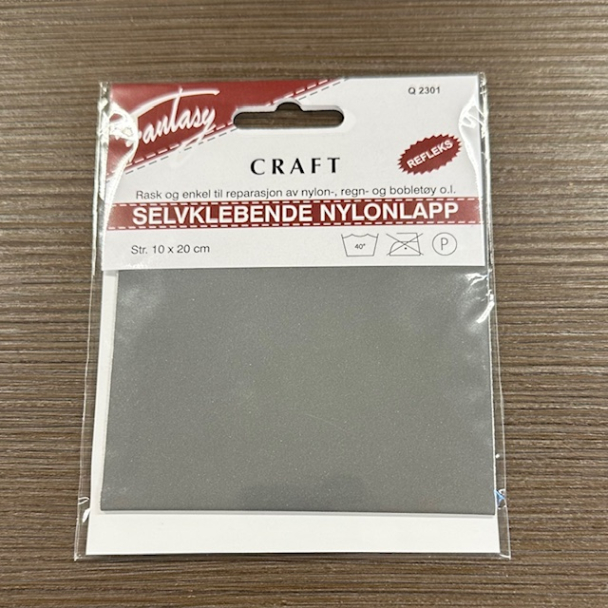 Q 2301
Fantasy
CRAFT
REFLEKS
Rask og enkel til reparasjon av nylon-, regn- og bobletøy o.l.
SELVKLEBENDE NYLONLAPP
Str. 10 x 20 cm
40°
P